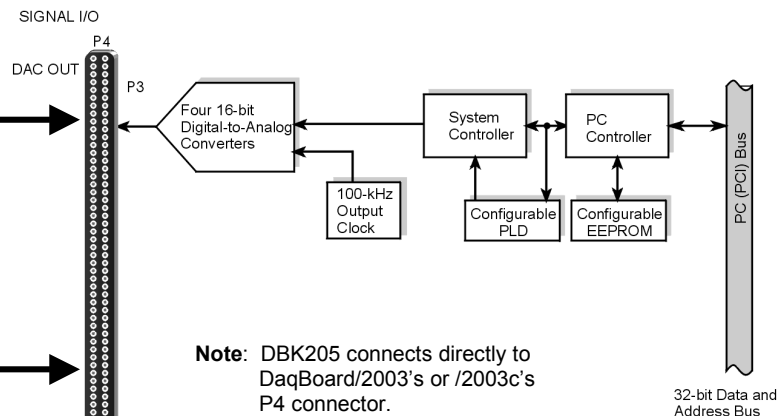 SIGNAL I/O
P4
DAC OUT
P3
Four 16-bit
Digital-to-Analog
Converters
100-kHz
Output
Clock
System
Controller
PC
Controller
Configurable
PLD
Configurable
EEPROM
PC (PCI) Bus
32-bit Data and
Address Bus
Note: DBK205 connects directly to
DaqBoard/2003's or /2003c's
P4 connector.